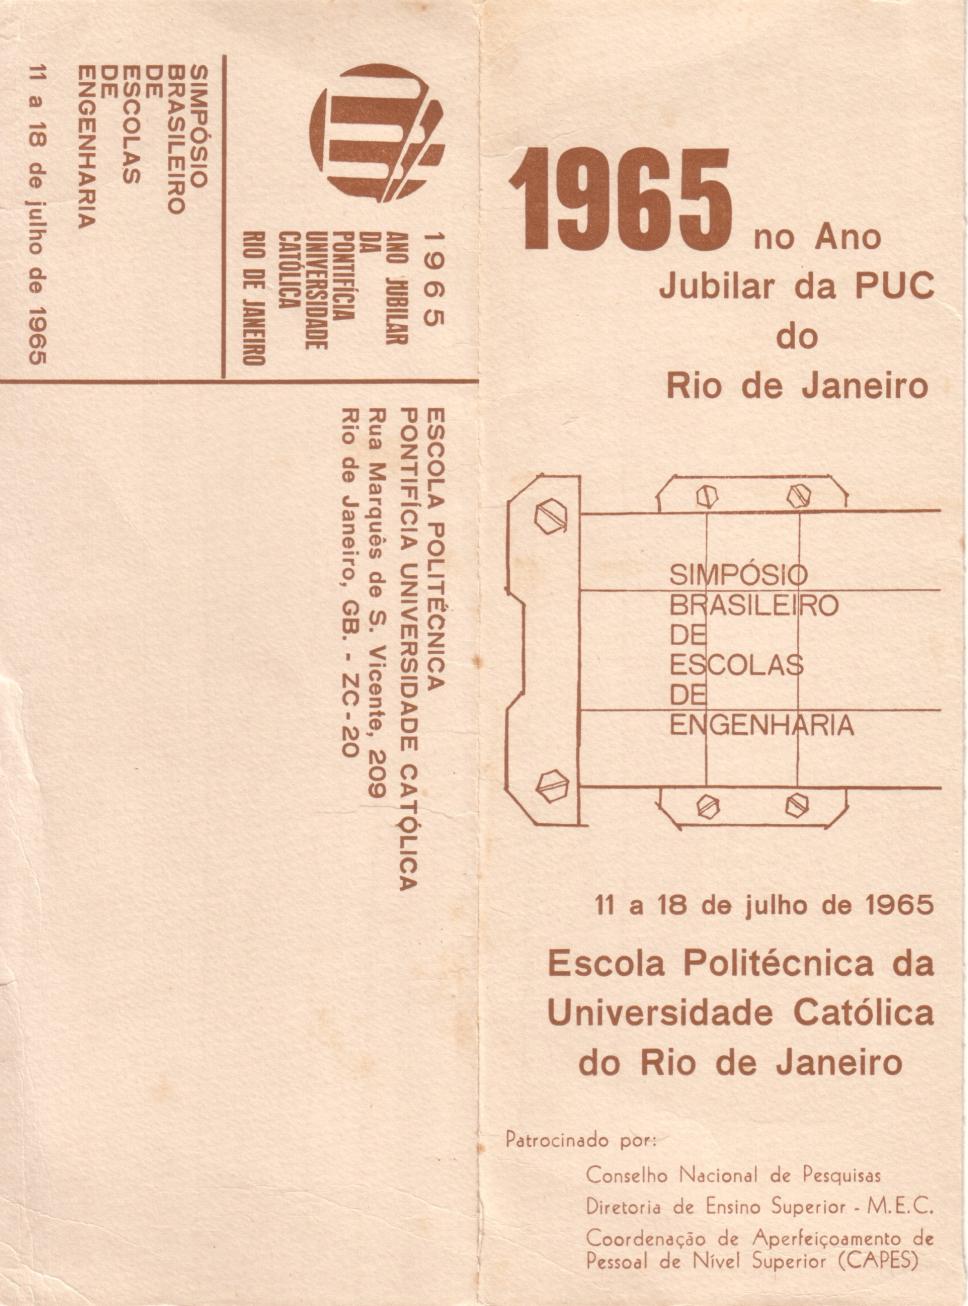 SIMPÓSIO
BRASILEIRO
DE
ESCOLAS
DE
ENGENHARIA
11 a 18 de julho de 1965
1965
ANO JUBILAR
DA
PONTIFÍCIA
UNIVERSIDADE
CATÓLICA
RIO DE JANEIRO
ESCOLA POLITÉCNICA
PONTIFÍCIA UNIVERSIDADE CATÓLICA
Rua Marquês de S. Vicente, 209
Rio de Janeiro, GB. - ZC-20
1965 no Ano
Jubilar da PUC
do
Rio de Janeiro
SIMPÓSIO
BRASILEIRO
DE
ESCOLAS
DE
ENGENHARIA
11 a 18 de julho de 1965
Escola Politécnica da
Universidade Católica
do Rio de Janeiro
Patrocinado por:
Conselho Nacional de Pesquisas
Diretoria de Ensino Superior - M.E.C.
Coordenação de Aperfeiçoamento de
Pessoal de Nível Superior (CAPES)